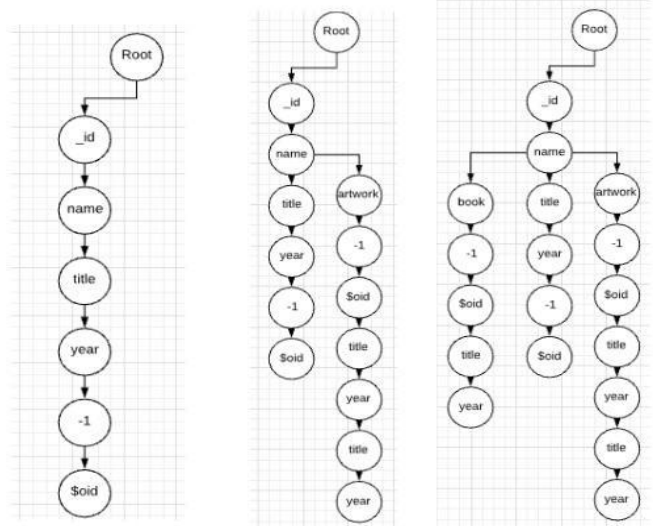 Root
_id
name
title
year
-1
$oid
Root
_id
name
title
year
-1
$oid
artwork
-1
$oid
title
year
title
year
Root
_id
name
book
-1
$oid
title
year
title
year
-1
$oid
artwork
-1
$oid
title
year
title
year